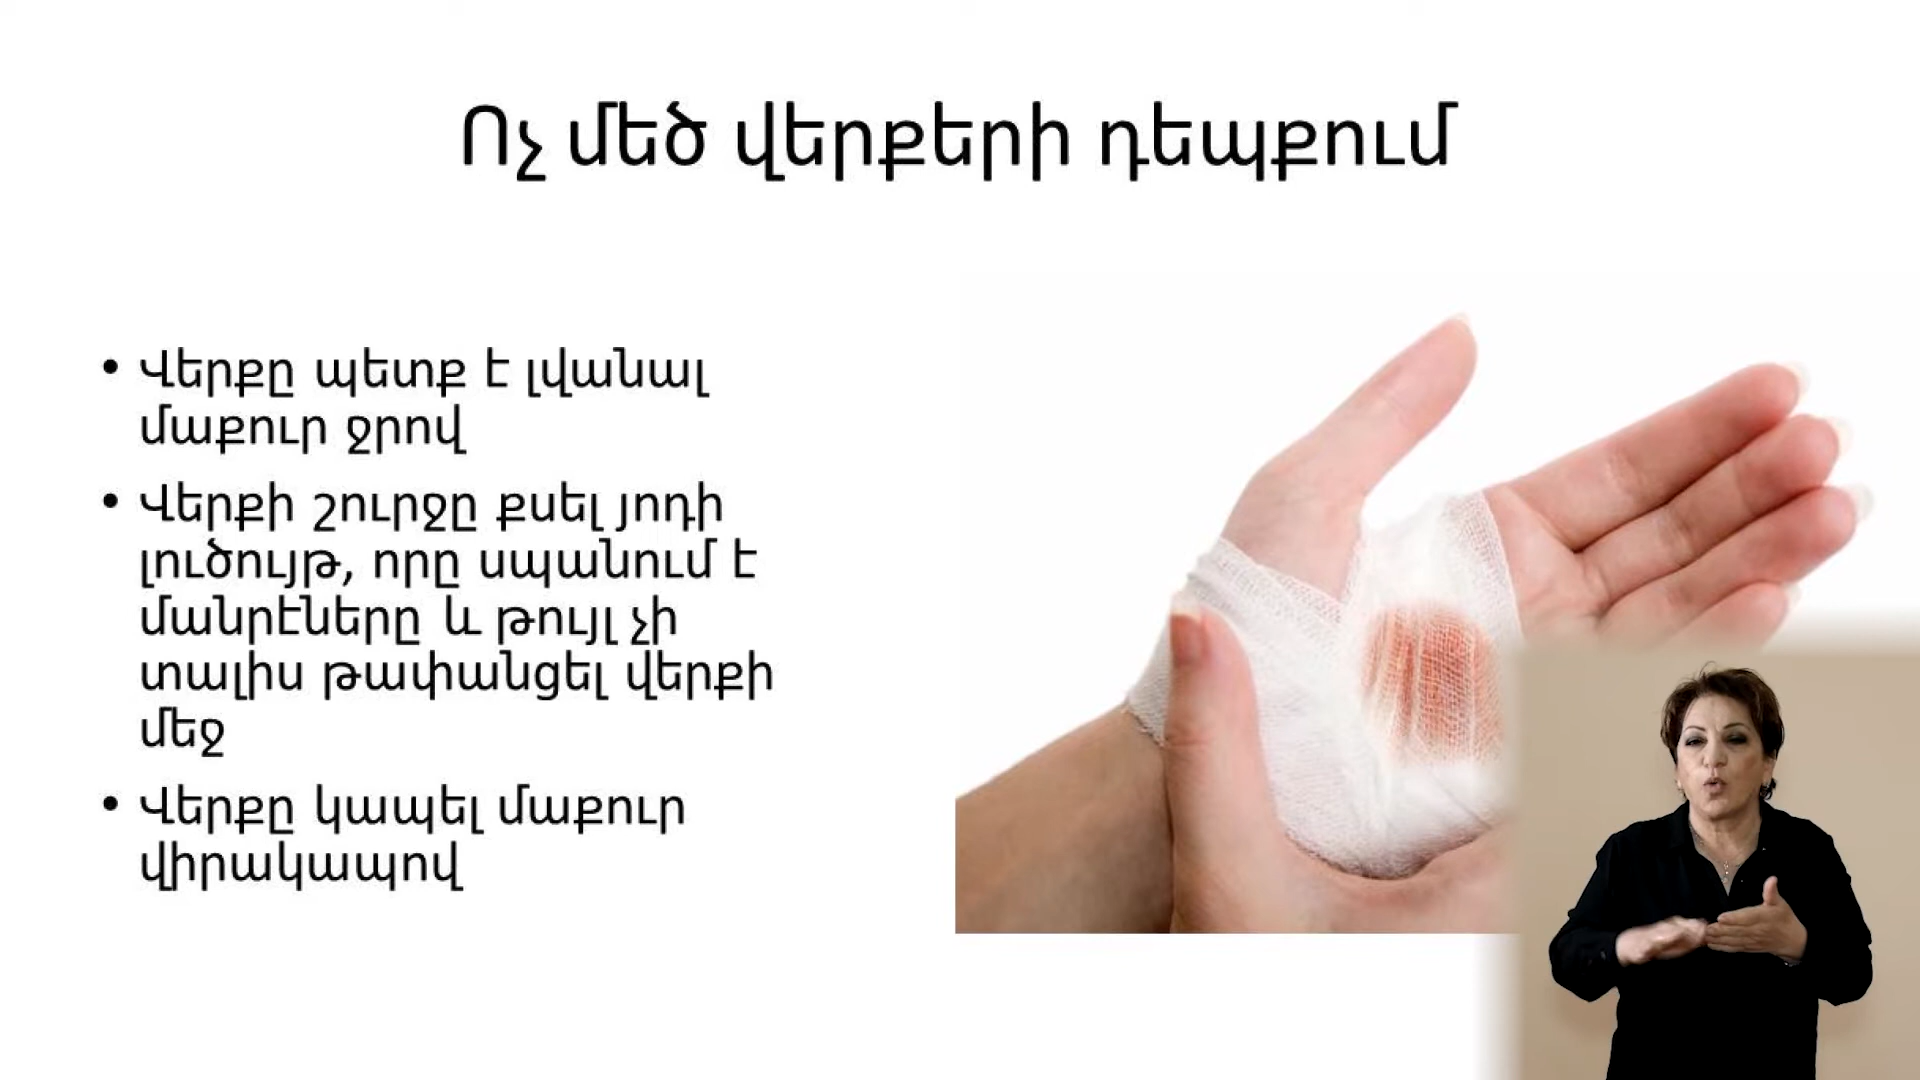 Ոչ մեծ վերքերի դեպքում
• Վերքը պետք է լվանալ
մաքուր ջրով
• Վերքի շուրջը քսել յոդի
լուծույթ, որը սպանում է
մանրէները և թույլ չի
տալիս թափանցել վերքի
մեջ
• Վերքը կապել մաքուր
վիրակապով